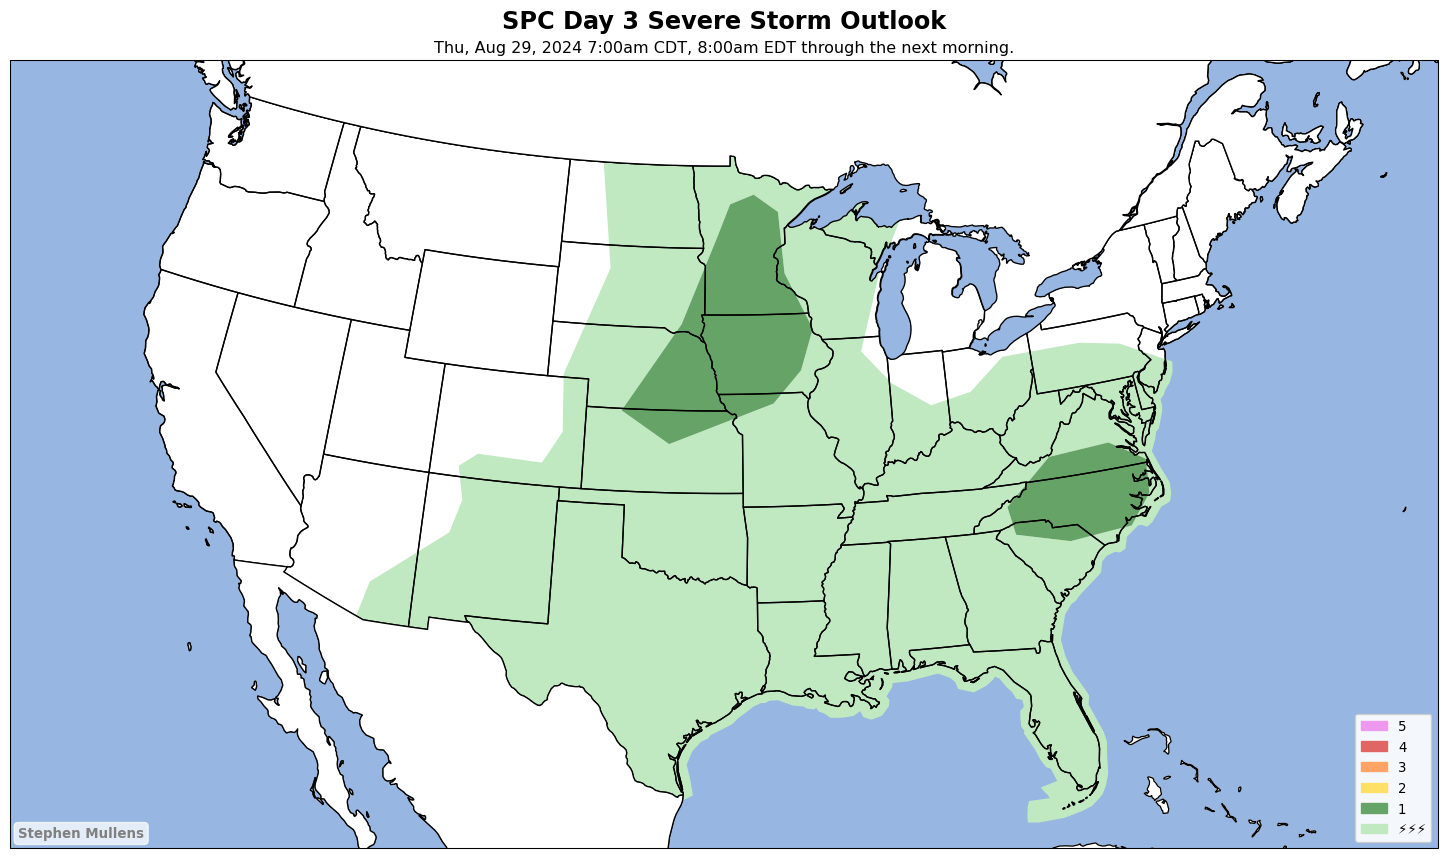 SPC Day 3 Severe Storm Outlook
Thu, Aug 29, 2024 7:00am CDT, 8:00am EDT through the next morning.
5
4
3
2
1
⚡⚡⚡
Stephen Mullens